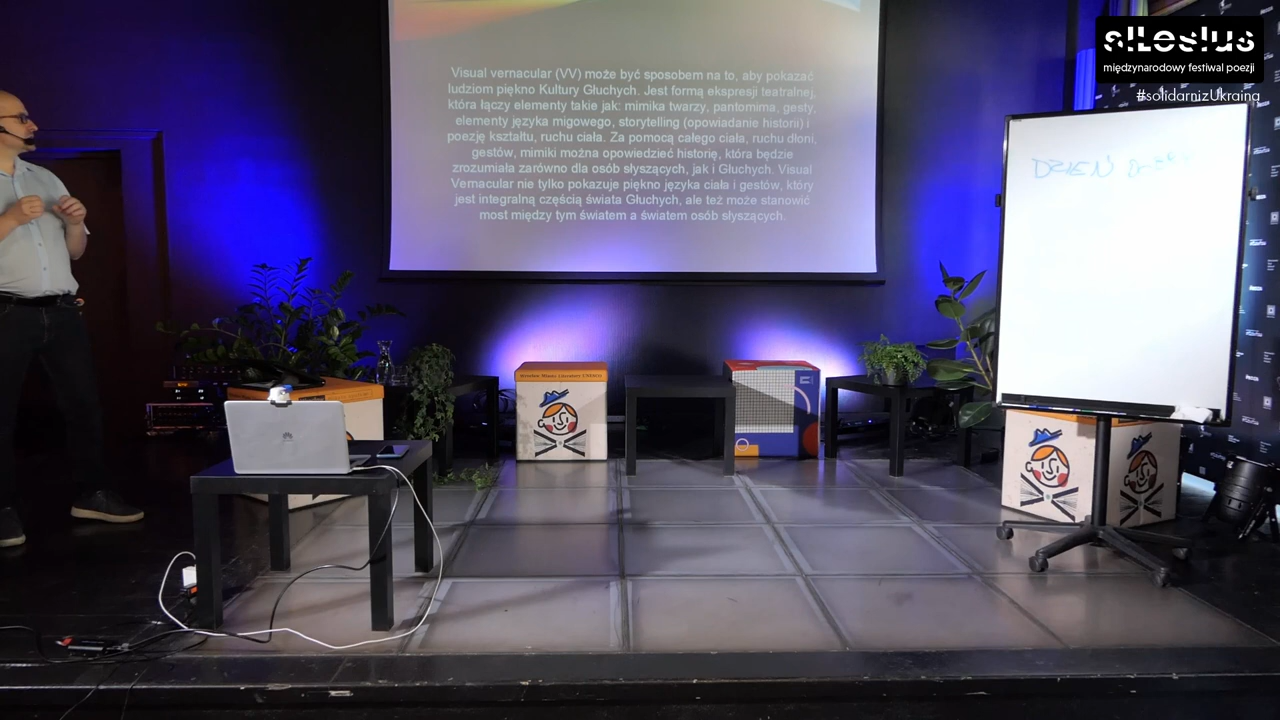 silesius
międzynarodowy festiwal poezji
#solidarnizUkrainą
Visual vernacular (VV) może być sposobem na to, aby pokazać
ludziom piękno Kultury Głuchych. Jest formą ekspresji teatralnej,
która łączy elementy takie jak: mimika twarzy, pantomima, gesty,
elementy języka migowego, storytelling (opowiadanie historii) i
poezję kształtu, ruchu ciała. Za pomocą całego ciała, ruchu dłoni,
gestów, mimiki można opowiedzieć historię, która będzie
zrozumiała zarówno dla osób słyszących, jak i Głuchych. Visual
Vernacular nie tylko pokazuje piękno języka ciała i gestów, który
jest integralną częścią świata Głuchych, ale też może stanowić
most między tym światem a światem osób słyszących.
DZIEŃ
HUAWEI